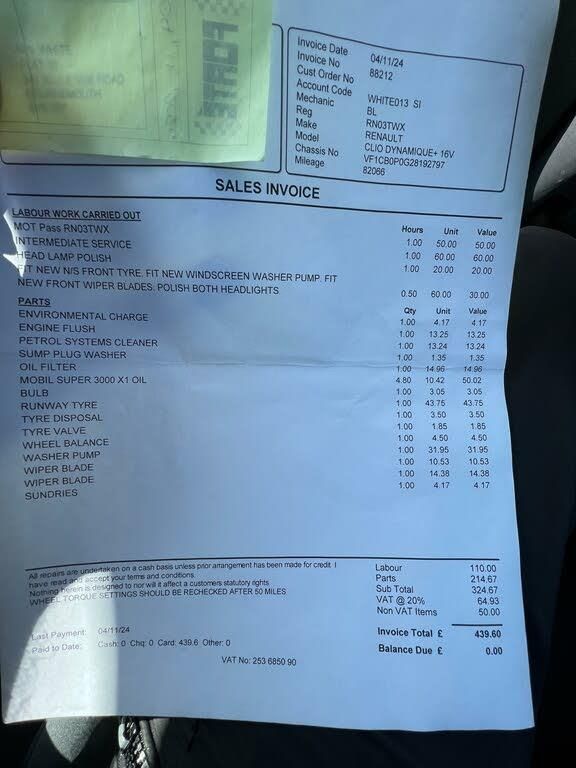 Invoice Date 04/11/24
Invoice No 88212
Cust Order No
Account Code WHITE013 SI
Mechanic BL
Reg RN03TWX
Make RENAULT
Model CLIO DYNAMIQUE+ 16V
Chassis No VF1CB0P0G28192797
Mileage 82066
SALES INVOICE
LABOUR WORK CARRIED OUT Hours Unit Value
MOT Pass RN03TWX 1.00 50.00 50.00
INTERMEDIATE SERVICE 1.00 60.00 60.00
HEAD LAMP POLISH 1.00 20.00 20.00
FIT NEW N/S FRONT TYRE. FIT NEW WINDSCREEN WASHER PUMP. FIT
NEW FRONT WIPER BLADES. POLISH BOTH HEADLIGHTS 0.50 60.00 30.00
PARTS Qty Unit Value
ENVIRONMENTAL CHARGE 1.00 4.17 4.17
ENGINE FLUSH 1.00 13.25 13.25
PETROL SYSTEMS CLEANER 1.00 13.24 13.24
SUMP PLUG WASHER 1.00 1.35 1.35
OIL FILTER 1.00 14.96 14.96
MOBIL SUPER 3000 X1 OIL 4.80 10.42 50.02
BULB 1.00 3.05 3.05
RUNWAY TYRE 1.00 43.75 43.75
TYRE DISPOSAL 1.00 3.50 3.50
TYRE VALVE 1.00 1.85 1.85
WHEEL BALANCE 1.00 4.50 4.50
WASHER PUMP 1.00 31.95 31.95
WIPER BLADE 1.00 10.53 10.53
WIPER BLADE 1.00 14.38 14.38
SUNDRIES 1.00 4.17 4.17
All repairs are undertaken on a cash basis unless prior arrangement has been made for credit I
have read and accept your terms and conditions.
Nothing herein is designed to nor will it affect a customers statutory rights
WHEEL TORQUE SETTINGS SHOULD BE RECHECKED AFTER 50 MILES
Labour 110.00
Parts 214.67
Sub Total 324.67
VAT @ 20% 64.93
Non VAT Items 50.00
Invoice Total £ 439.60
Balance Due £ 0.00
Last Payment: 04/11/24
Paid to Date: Cash: 0 Chq: 0 Card: 439.6 Other: 0
VAT No: 253 6850 90